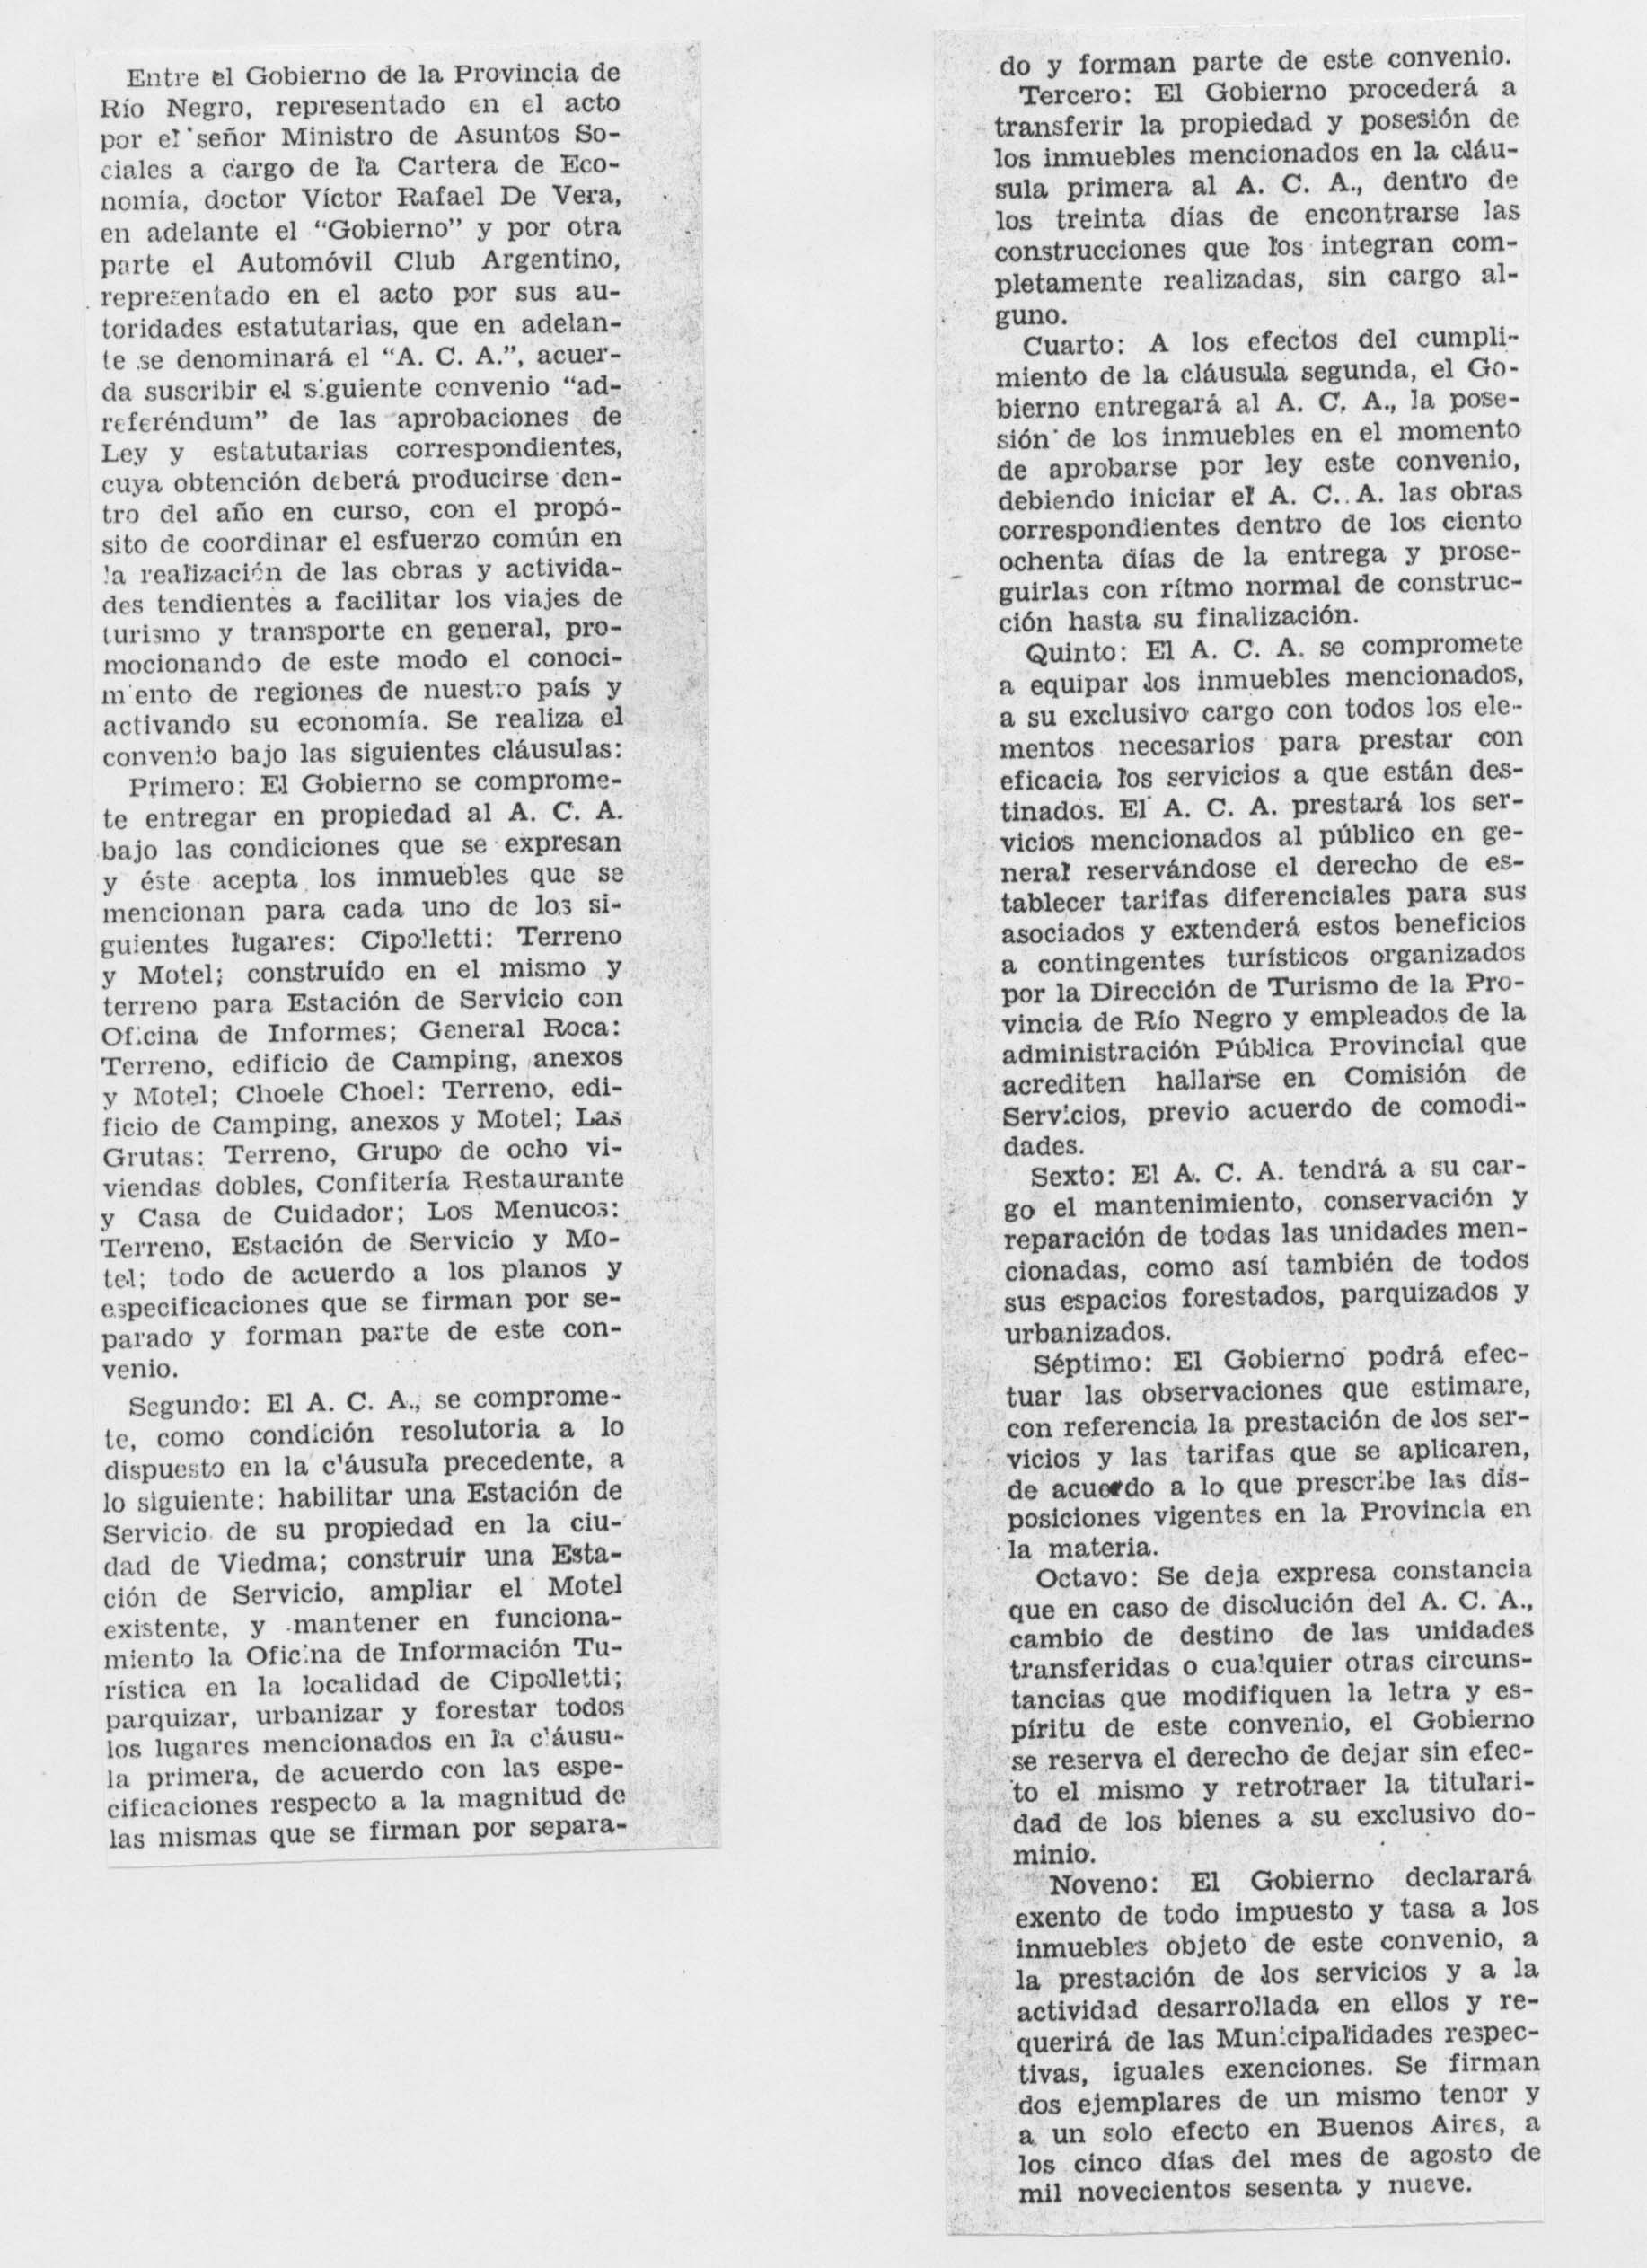 Entre el Gobierno de la Provincia de
Río Negro, representado en el acto
por el señor Ministro de Asuntos So-
ciales a cargo de la Cartera de Eco-
nomía, doctor Víctor Rafael De Vera,
en adelante el “Gobierno” y por otra
parte el Automóvil Club Argentino,
representado en el acto por sus au-
toridades estatutarias, que en adelan-
te se denominará el “A. C. A.”, acuer-
da suscribir el siguiente convenio “ad-
referéndum” de las aprobaciones de
Ley y estatutarias correspondientes,
cuya obtención deberá producirse den-
tro del año en curso, con el propó-
sito de coordinar el esfuerzo común en
la realización de las obras y activida-
des tendientes a facilitar los viajes de
turismo y transporte en general, pro-
mocionando de este modo el conoci-
miento de regiones de nuestro país y
activando su economía. Se realiza el
convenio bajo las siguientes cláusulas:
Primero: El Gobierno se comprome-
te entregar en propiedad al A. C. A.
bajo las condiciones que se expresan
y éste acepta los inmuebles que se
mencionan para cada uno de los si-
guientes lugares: Cipolletti: Terreno
y Motel; construído en el mismo y
terreno para Estación de Servicio con
Oficina de Informes; General Roca:
Terreno, edificio de Camping, anexos
y Motel; Choele Choel: Terreno, edi-
ficio de Camping, anexos y Motel; Las
Grutas: Terreno, Grupo de ocho vi-
viendas dobles, Confitería Restaurante
y Casa de Cuidador; Los Menucos:
Terreno, Estación de Servicio y Mo-
tel; todo de acuerdo a los planos y
especificaciones que se firman por se-
parado y forman parte de este con-
venio.
Segundo: El A. C. A., se comprome-
te, como condición resolutoria a lo
dispuesto en la cláusula precedente, a
lo siguiente: habilitar una Estación de
Servicio de su propiedad en la ciu-
dad de Viedma; construir una Esta-
ción de Servicio, ampliar el Motel
existente, y mantener en funciona-
miento la Oficina de Información Tu-
rística en la localidad de Cipolletti;
parquizar, urbanizar y forestar todos
los lugares mencionados en la cláusu-
la primera, de acuerdo con las espe-
cificaciones respecto a la magnitud de
las mismas que se firman por separa-
do y forman parte de este convenio.
Tercero: El Gobierno procederá a
transferir la propiedad y posesión de
los inmuebles mencionados en la cláu-
sula primera al A. C. A., dentro de
los treinta días de encontrarse las
construcciones que los integran com-
pletamente realizadas, sin cargo al-
guno.
Cuarto: A los efectos del cumpli-
miento de la cláusula segunda, el Go-
bierno entregará al A. C. A., la pose-
sión de los inmuebles en el momento
de aprobarse por ley este convenio,
debiendo iniciar el A. C. A. las obras
correspondientes dentro de los ciento
ochenta días de la entrega y prose-
guirlas con rítmo normal de construc-
ción hasta su finalización.
Quinto: El A. C. A. se compromete
a equipar los inmuebles mencionados,
a su exclusivo cargo con todos los ele-
mentos necesarios para prestar con
eficacia los servicios a que están des-
tinados. El A. C. A. prestará los ser-
vicios mencionados al público en ge-
neral reservándose el derecho de es-
tablecer tarifas diferenciales para sus
asociados y extenderá estos beneficios
a contingentes turísticos organizados
por la Dirección de Turismo de la Pro-
vincia de Río Negro y empleados de la
administración Pública Provincial que
acrediten hallarse en Comisión de
Servicios, previo acuerdo de comodi-
dades.
Sexto: El A. C. A. tendrá a su car-
go el mantenimiento, conservación y
reparación de todas las unidades men-
cionadas, como así también de todos
sus espacios forestados, parquizados y
urbanizados.
Séptimo: El Gobierno podrá efec-
tuar las observaciones que estimare,
con referencia la prestación de los ser-
vicios y las tarifas que se aplicaren,
de acuerdo a lo que prescribe las dis-
posiciones vigentes en la Provincia en
la materia.
Octavo: Se deja expresa constancia
que en caso de disolución del A. C. A.,
cambio de destino de las unidades
transferidas o cualquier otras circuns-
tancias que modifiquen la letra y es-
píritu de este convenio, el Gobierno
se reserva el derecho de dejar sin efec-
to el mismo y retrotraer la titulari-
dad de los bienes a su exclusivo do-
minio.
Noveno: El Gobierno declarará
exento de todo impuesto y tasa a los
inmuebles objeto de este convenio, a
la prestación de los servicios y a la
actividad desarrollada en ellos y re-
querirá de las Municipalidades respec-
tivas, iguales exenciones. Se firman
dos ejemplares de un mismo tenor y
a un solo efecto en Buenos Aires, a
los cinco días del mes de agosto de
mil novecientos sesenta y nueve.